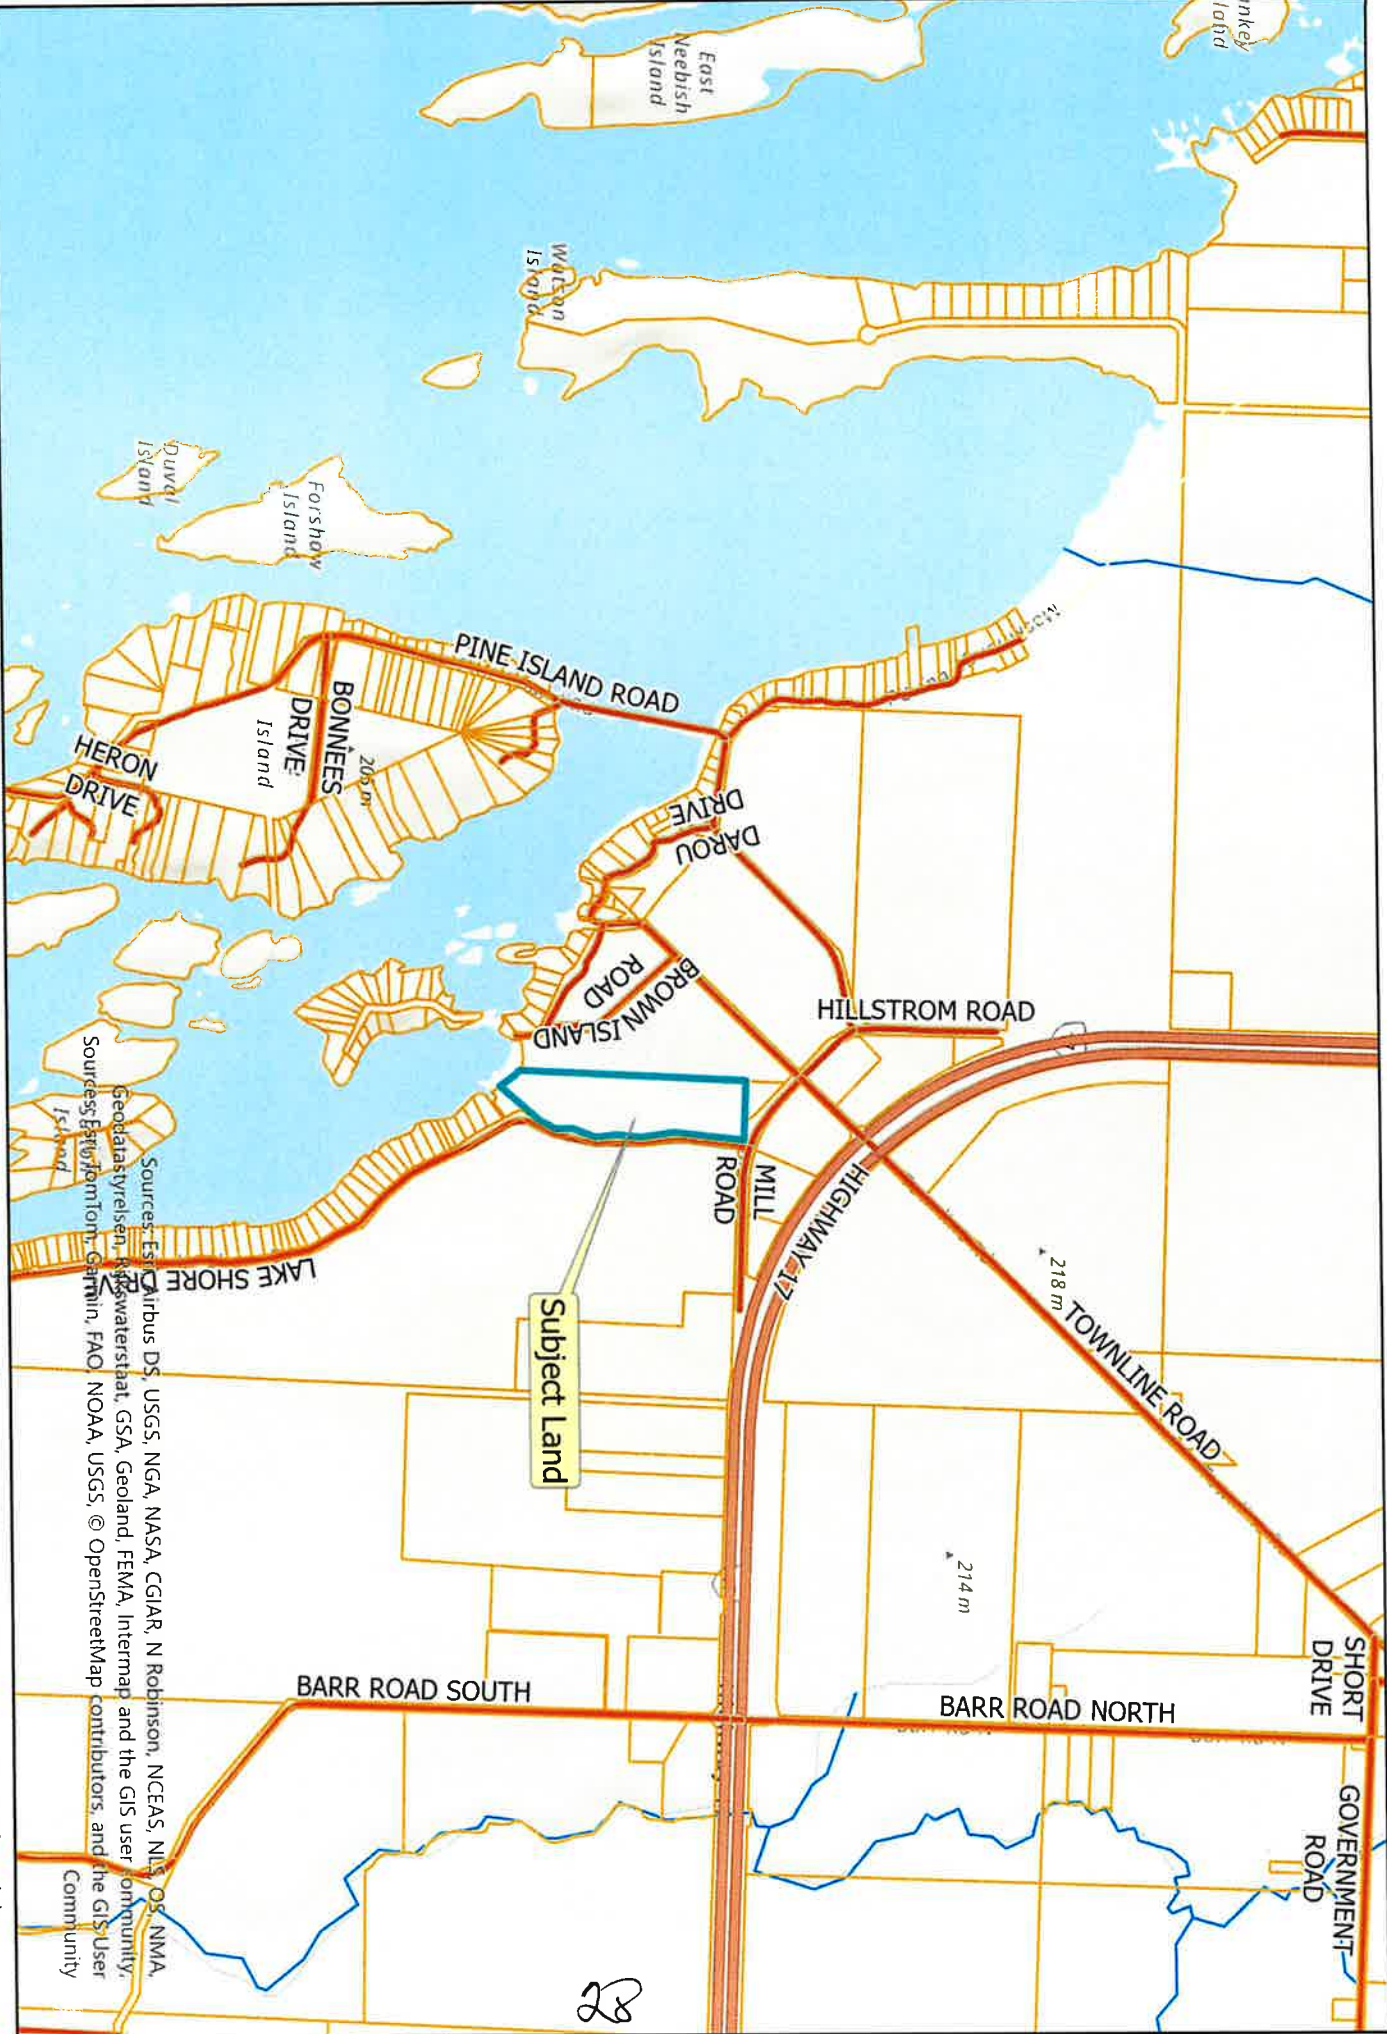 East
Neebish
Island
Watson
Island
Duval
Island
Forshaw
Island
PINE ISLAND ROAD
BONNEES
DRIVE
Island
HERON
DRIVE
DAROU
DRIVE
BROWN ISLAND
ROAD
HILLSTROM ROAD
MILL
ROAD
HIGHWAY 17
218 m
TOWNLINE ROAD
LAKE SHORE DRIVE
Subject Land
214 m
SHORT
DRIVE
BARR ROAD SOUTH
BARR ROAD NORTH
GOVERNMENT
ROAD
Island
Sources: Esri, Airbus DS, USGS, NGA, NASA, CGIAR, N Robinson, NCEAS, NLS, OS, NMA,
Geodatastyrelsen, Rijkswaterstaat, GSA, Geoland, FEMA, Intermap and the GIS user community,
Sources: Esri, TomTom, Garmin, FAO, NOAA, USGS, © OpenStreetMap contributors, and the GIS User
Community
28